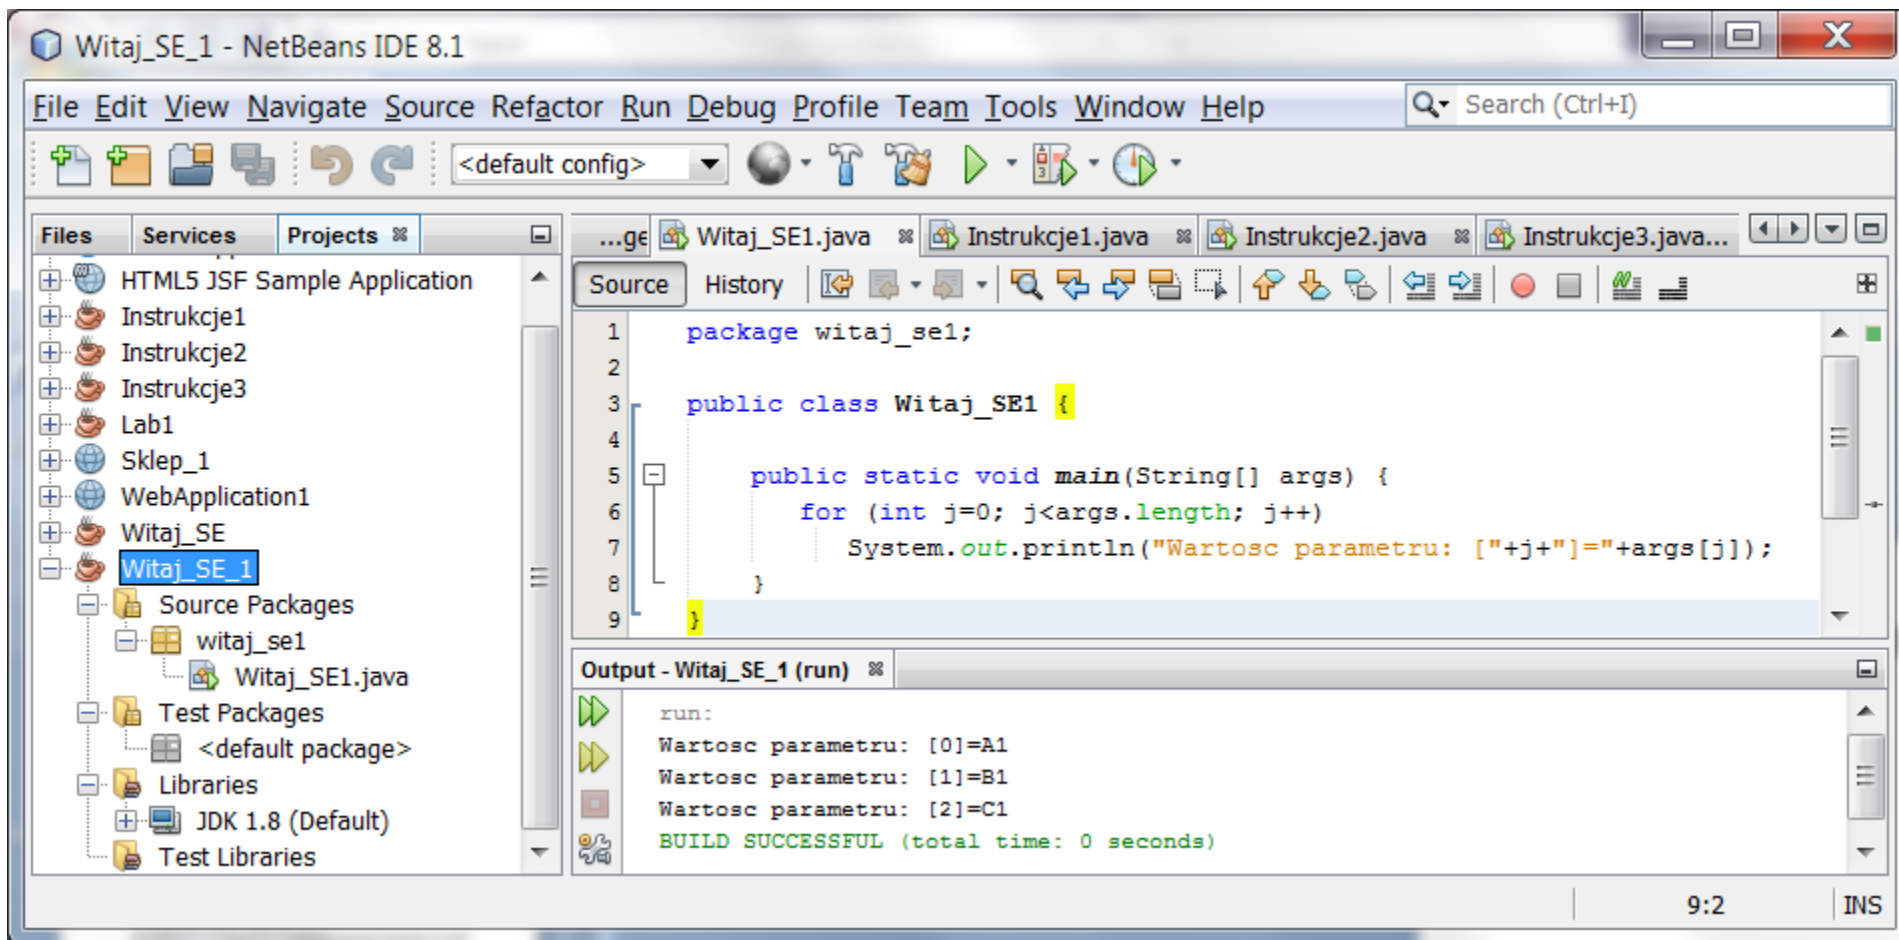 Witaj_SE_1 - NetBeans IDE 8.1
File Edit View Navigate Source Refactor Run Debug Profile Team Tools Window Help
Search (Ctrl+I)
<default config>
Files Services Projects
HTML5 JSF Sample Application
Instrukcje1
Instrukcje2
Instrukcje3
Lab1
Sklep_1
WebApplication1
Witaj_SE
Witaj_SE_1
Source Packages
witaj_se1
Witaj_SE1.java
Test Packages
<default package>
Libraries
JDK 1.8 (Default)
Test Libraries
...ge Witaj_SE1.java Instrukcje1.java Instrukcje2.java Instrukcje3.java...
Source History
1 package witaj_se1;
2
3 public class Witaj_SE1 {
4
5 public static void main(String[] args) {
6 for (int j=0; j<args.length; j++)
7 System.out.println("Wartosc parametru: ["+j+"]="+args[j]);
8 }
9 }
Output - Witaj_SE_1 (run)
run:
Wartosc parametru: [0]=A1
Wartosc parametru: [1]=B1
Wartosc parametru: [2]=C1
BUILD SUCCESSFUL (total time: 0 seconds)
9:2 INS